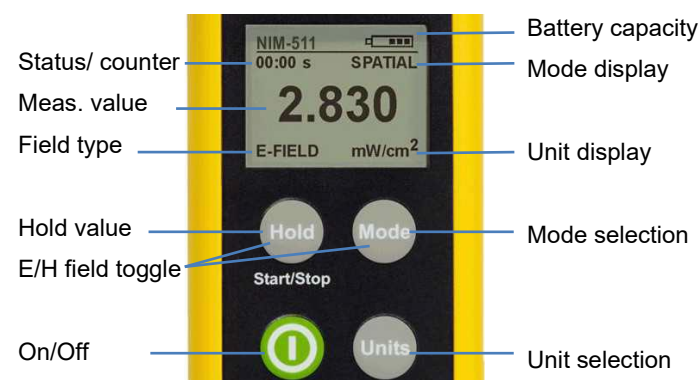 Battery capacity
NIM-511
Status/ counter
00:00 s SPATIAL
Mode display
Meas. value
2.830
Field type
E-FIELD mW/cm²
Unit display
Hold value
Hold
Mode
Mode selection
E/H field toggle
Start/Stop
On/Off
Units
Unit selection